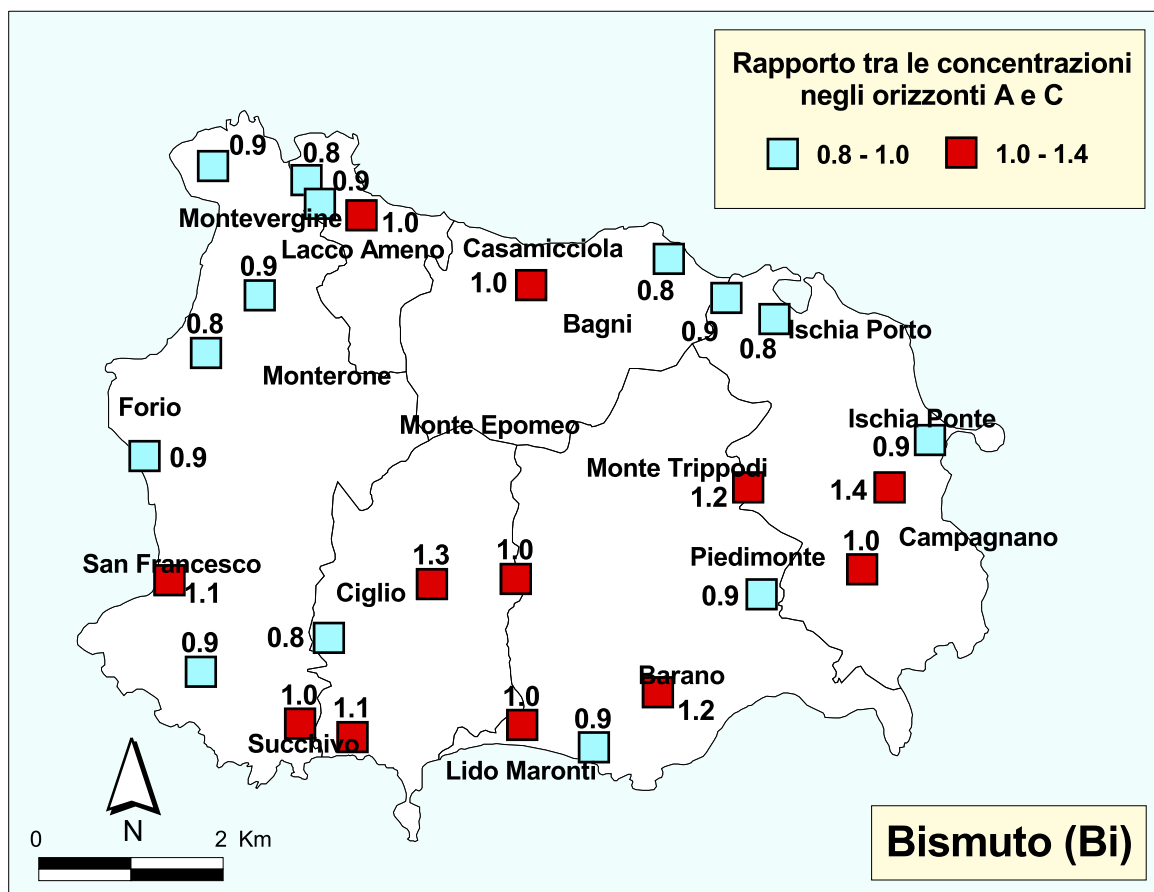 Rapporto tra le concentrazioni
negli orizzonti A e C
0.8 - 1.0
1.0 - 1.4
0.9
0.8
0.9
Montevergine
1.0
Lacco Ameno
Casamicciola
0.9
1.0
0.8
Bagni
0.9
Ischia Porto
0.8
0.8
Monterone
Forio
Monte Epomeo
Ischia Ponte
0.9
0.9
Monte Trippodi
1.2
1.4
Campagnano
1.0
San Francesco
1.1
1.3
1.0
Ciglio
Piedimonte
0.9
0.8
0.9
Barano
1.2
1.0
1.1
1.0
0.9
Succhivo
Lido Maronti
N
0
2 Km
Bismuto (Bi)